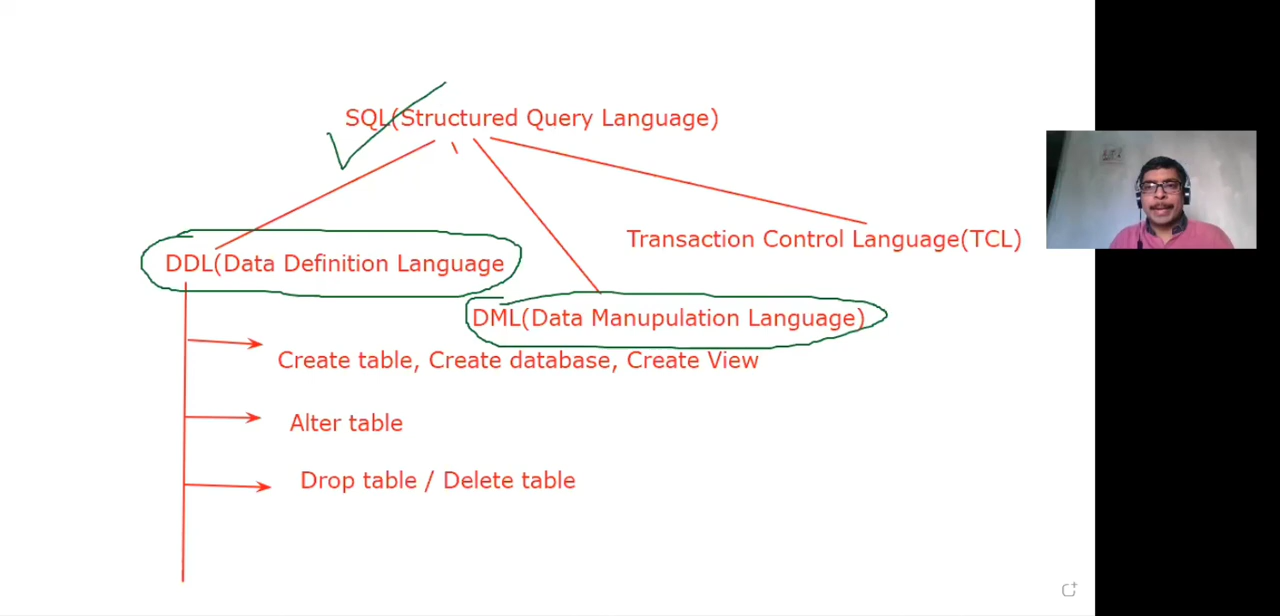 SQL(Structured Query Language)
Transaction Control Language(TCL)
DDL(Data Definition Language
DML(Data Manupulation Language)
Create table, Create database, Create View
Alter table
Drop table / Delete table